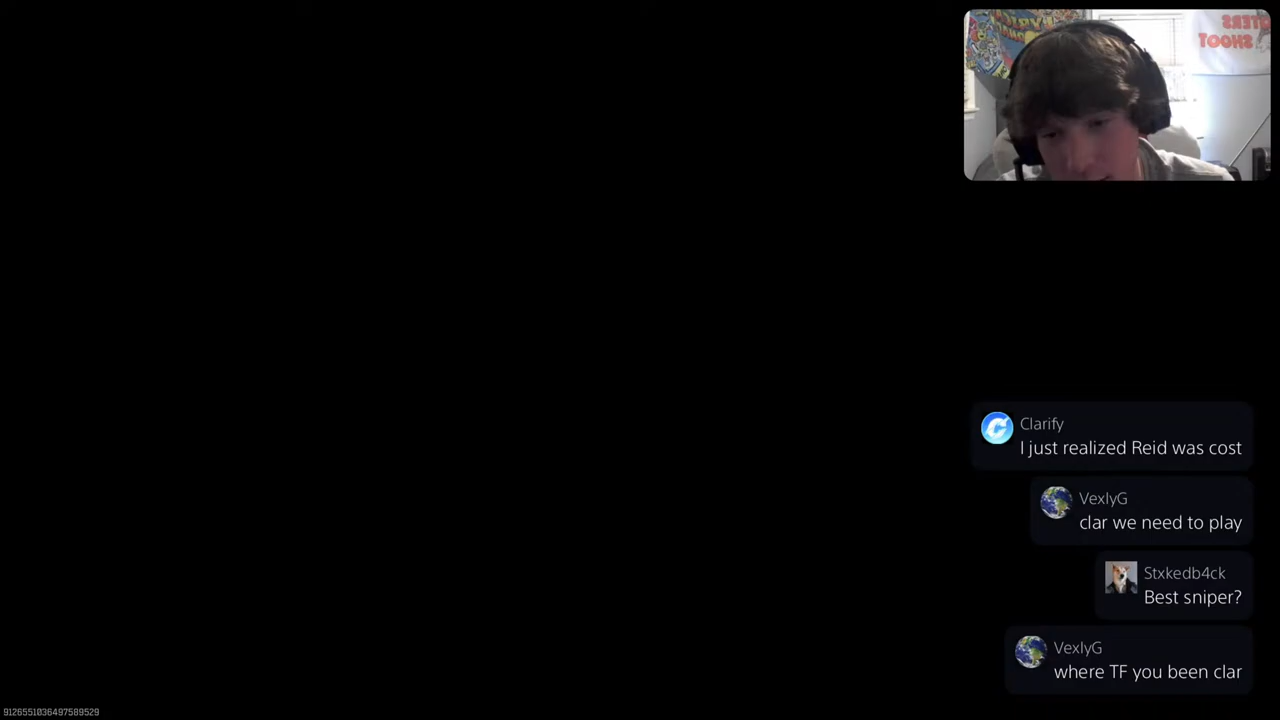 Clarify
I just realized Reid was cost
VexlyG
clar we need to play
Stxkedb4ck
Best sniper?
VexlyG
where TF you been clar
9126551036497589529